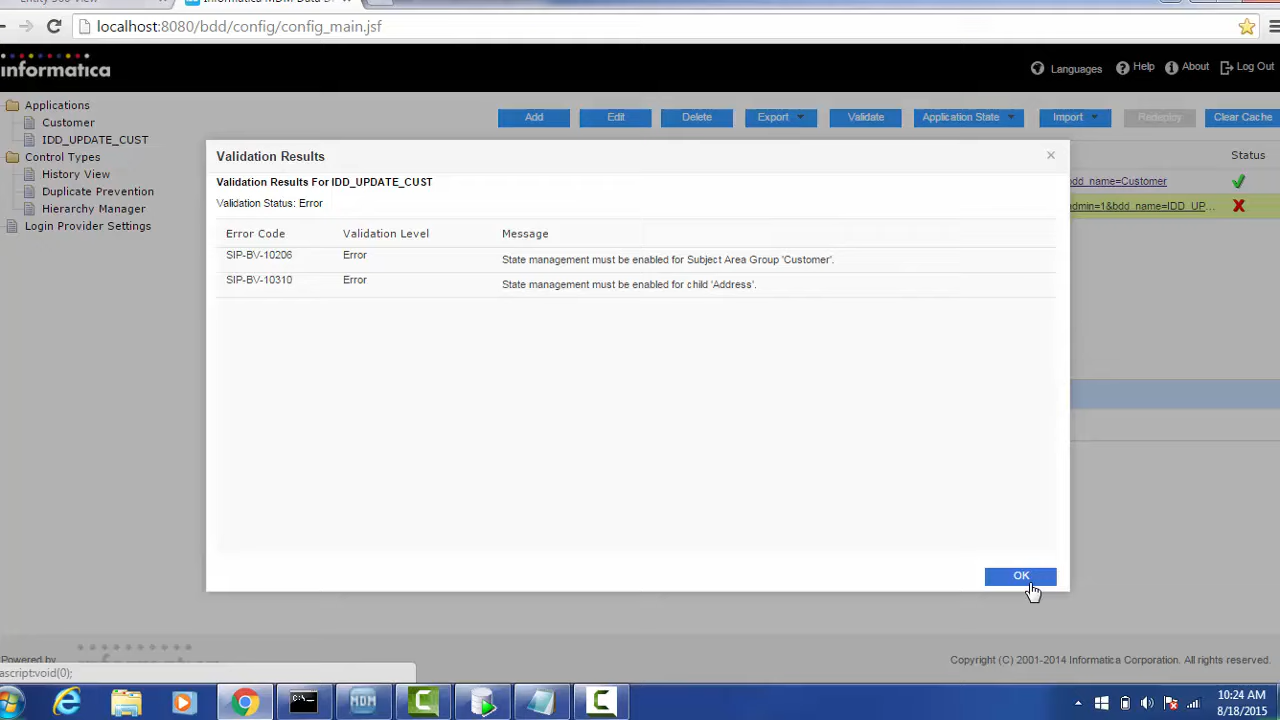 localhost:8080/bdd/config/config_main.jsf
informatica
Languages Help About Log Out
Applications
Customer
IDD_UPDATE_CUST
Control Types
History View
Duplicate Prevention
Hierarchy Manager
Login Provider Settings
Add Edit Delete Export Validate Application State Import Redeploy Clear Cache
Status
bdd_name=Customer
admin=1&bdd_name=IDD_UP...
Validation Results
Validation Results For IDD_UPDATE_CUST
Validation Status: Error
Error Code Validation Level Message
SIP-BV-10206 Error State management must be enabled for Subject Area Group 'Customer'.
SIP-BV-10310 Error State management must be enabled for child 'Address'.
OK
Powered by
Copyright (C) 2001-2014 Informatica Corporation. All rights reserved.
ascript:void(0);
MDM
10:24 AM
8/18/2015